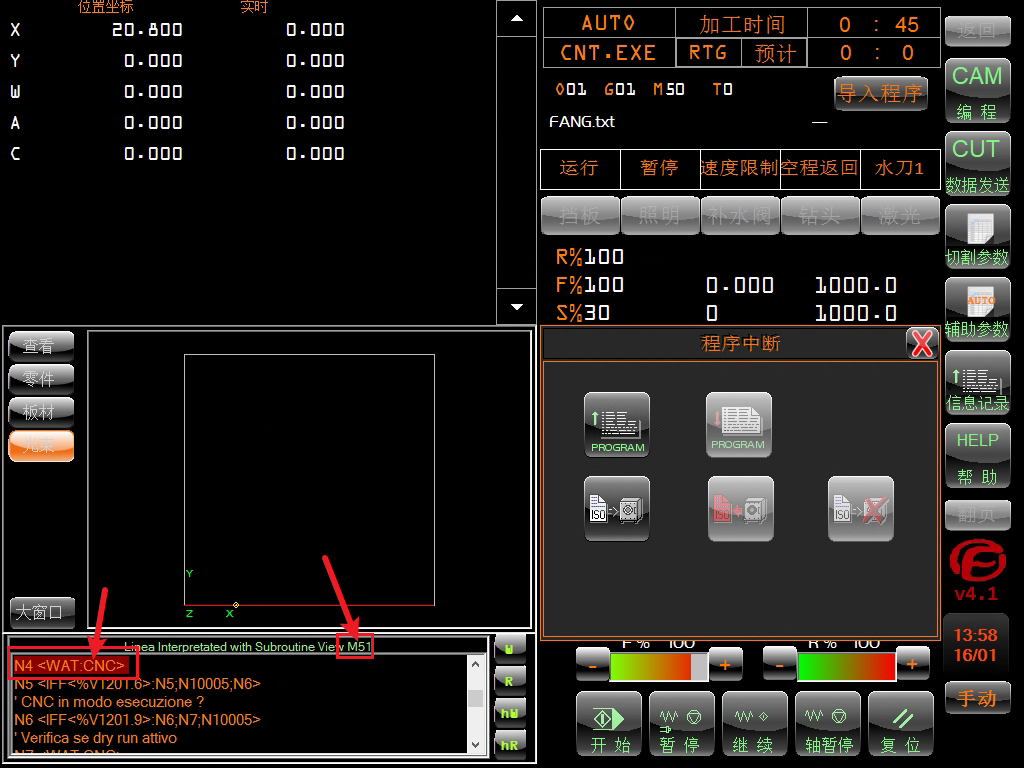 位置坐标 实时
X 20.800 0.000
Y 0.000 0.000
W 0.000 0.000
A 0.000 0.000
C 0.000 0.000
AUTO 加工时间 0 : 45
CNT.EXE RTG 预计 0 : 0
O01 G01 M50 T0
导入程序
FANG.txt
运行 暂停 速度限制 空程返回 水刀1
挡板 照明 补水阀 钻头 激光
R%100
F%100 0.000 1000.0
S%30 0 1000.0
查看
零件
板材
大窗口
Y
Z X
程序中断
PROGRAM PROGRAM
ISO ISO ISO
Linea Interpretated with Subroutine View M51
N4 <WAT:CNC>
N5 <IFF<%V1201.6>:N5;N10005;N6>
' CNC in modo esecuzione ?
N6 <IFF<%V1201.9>:N6;N7;N10005>
' Verifica se dry run attivo
N7 <WAT:CNC>
W
R
hW
hR
F % 100 R % 100
- + - +
开 始 暂 停 继 续 轴暂停 复 位
返回
CAM
编 程
CUT
数据发送
切割参数
AUTO
辅助参数
信息记录
HELP
帮 助
翻页
v4.1
13:58
16/01
手动